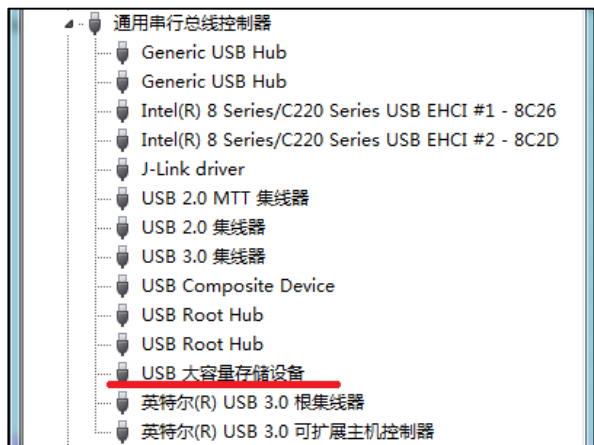 通用串行总线控制器
Generic USB Hub
Generic USB Hub
Intel(R) 8 Series/C220 Series USB EHCI #1 - 8C26
Intel(R) 8 Series/C220 Series USB EHCI #2 - 8C2D
J-Link driver
USB 2.0 MTT 集线器
USB 2.0 集线器
USB 3.0 集线器
USB Composite Device
USB Root Hub
USB Root Hub
USB 大容量存储设备
英特尔(R) USB 3.0 根集线器
英特尔(R) USB 3.0 可扩展主机控制器